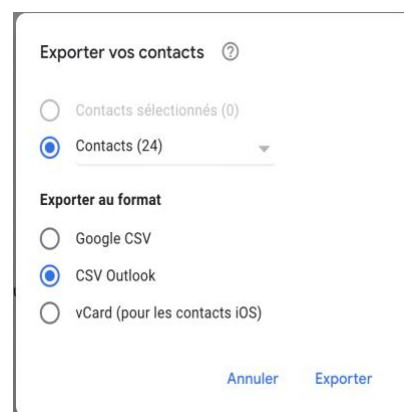 Exporter vos contacts
Contacts sélectionnés (0)
Contacts (24)
Exporter au format
Google CSV
CSV Outlook
vCard (pour les contacts iOS)
Annuler Exporter